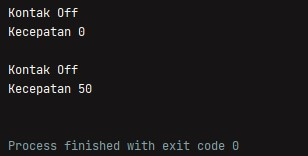 Kontak Off
Kecepatan 0
Kontak Off
Kecepatan 50
Process finished with exit code 0